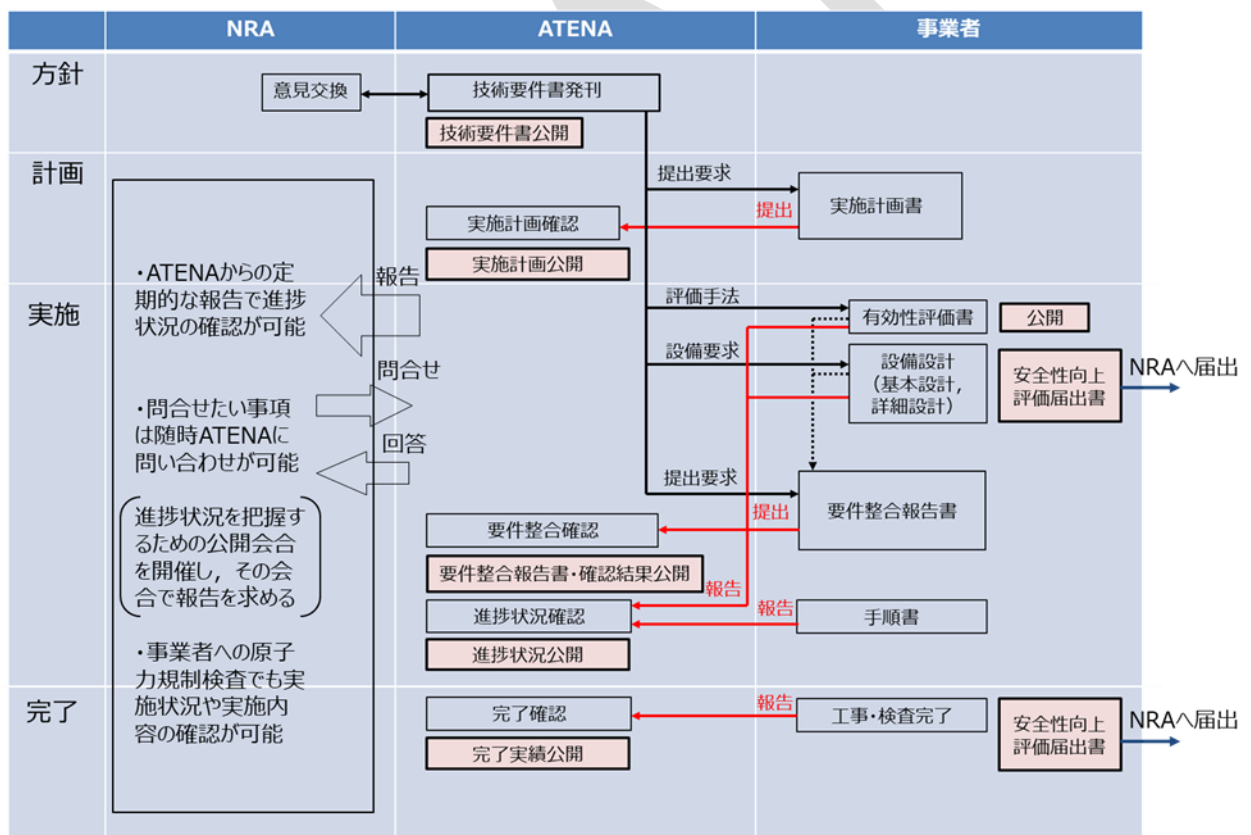 NRA
ATENA
事業者
方針
意見交換
技術要件書発刊
技術要件書公開
計画
提出要求
実施計画書
提出
実施計画確認
実施計画公開
・ATENAからの定
期的な報告で進捗
状況の確認が可能
報告
実施
評価手法
有効性評価書
公開
設備要求
設備設計
（基本設計，
詳細設計）
安全性向上
評価届出書
NRAへ届出
問合せ
・問合せたい事項
は随時ATENAに
問い合わせが可能
回答
提出要求
要件整合報告書
提出
要件整合確認
要件整合報告書・確認結果公開
進捗状況を把握す
るための公開会合
を開催し，その会
合で報告を求める
報告
進捗状況確認
報告
手順書
進捗状況公開
・事業者への原子
力規制検査でも実
施状況や実施内
容の確認が可能
完了
完了確認
報告
工事・検査完了
安全性向上
評価届出書
NRAへ届出
完了実績公開